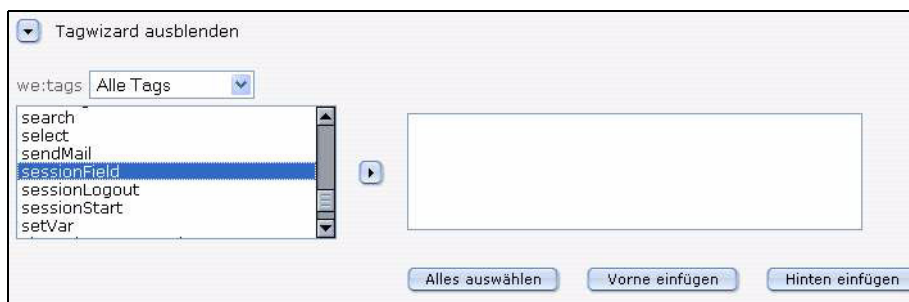 Tagwizard ausblenden
we:tags Alle Tags
search
select
sendMail
sessionField
sessionLogout
sessionStart
setVar
Alles auswählen Vorne einfügen Hinten einfügen